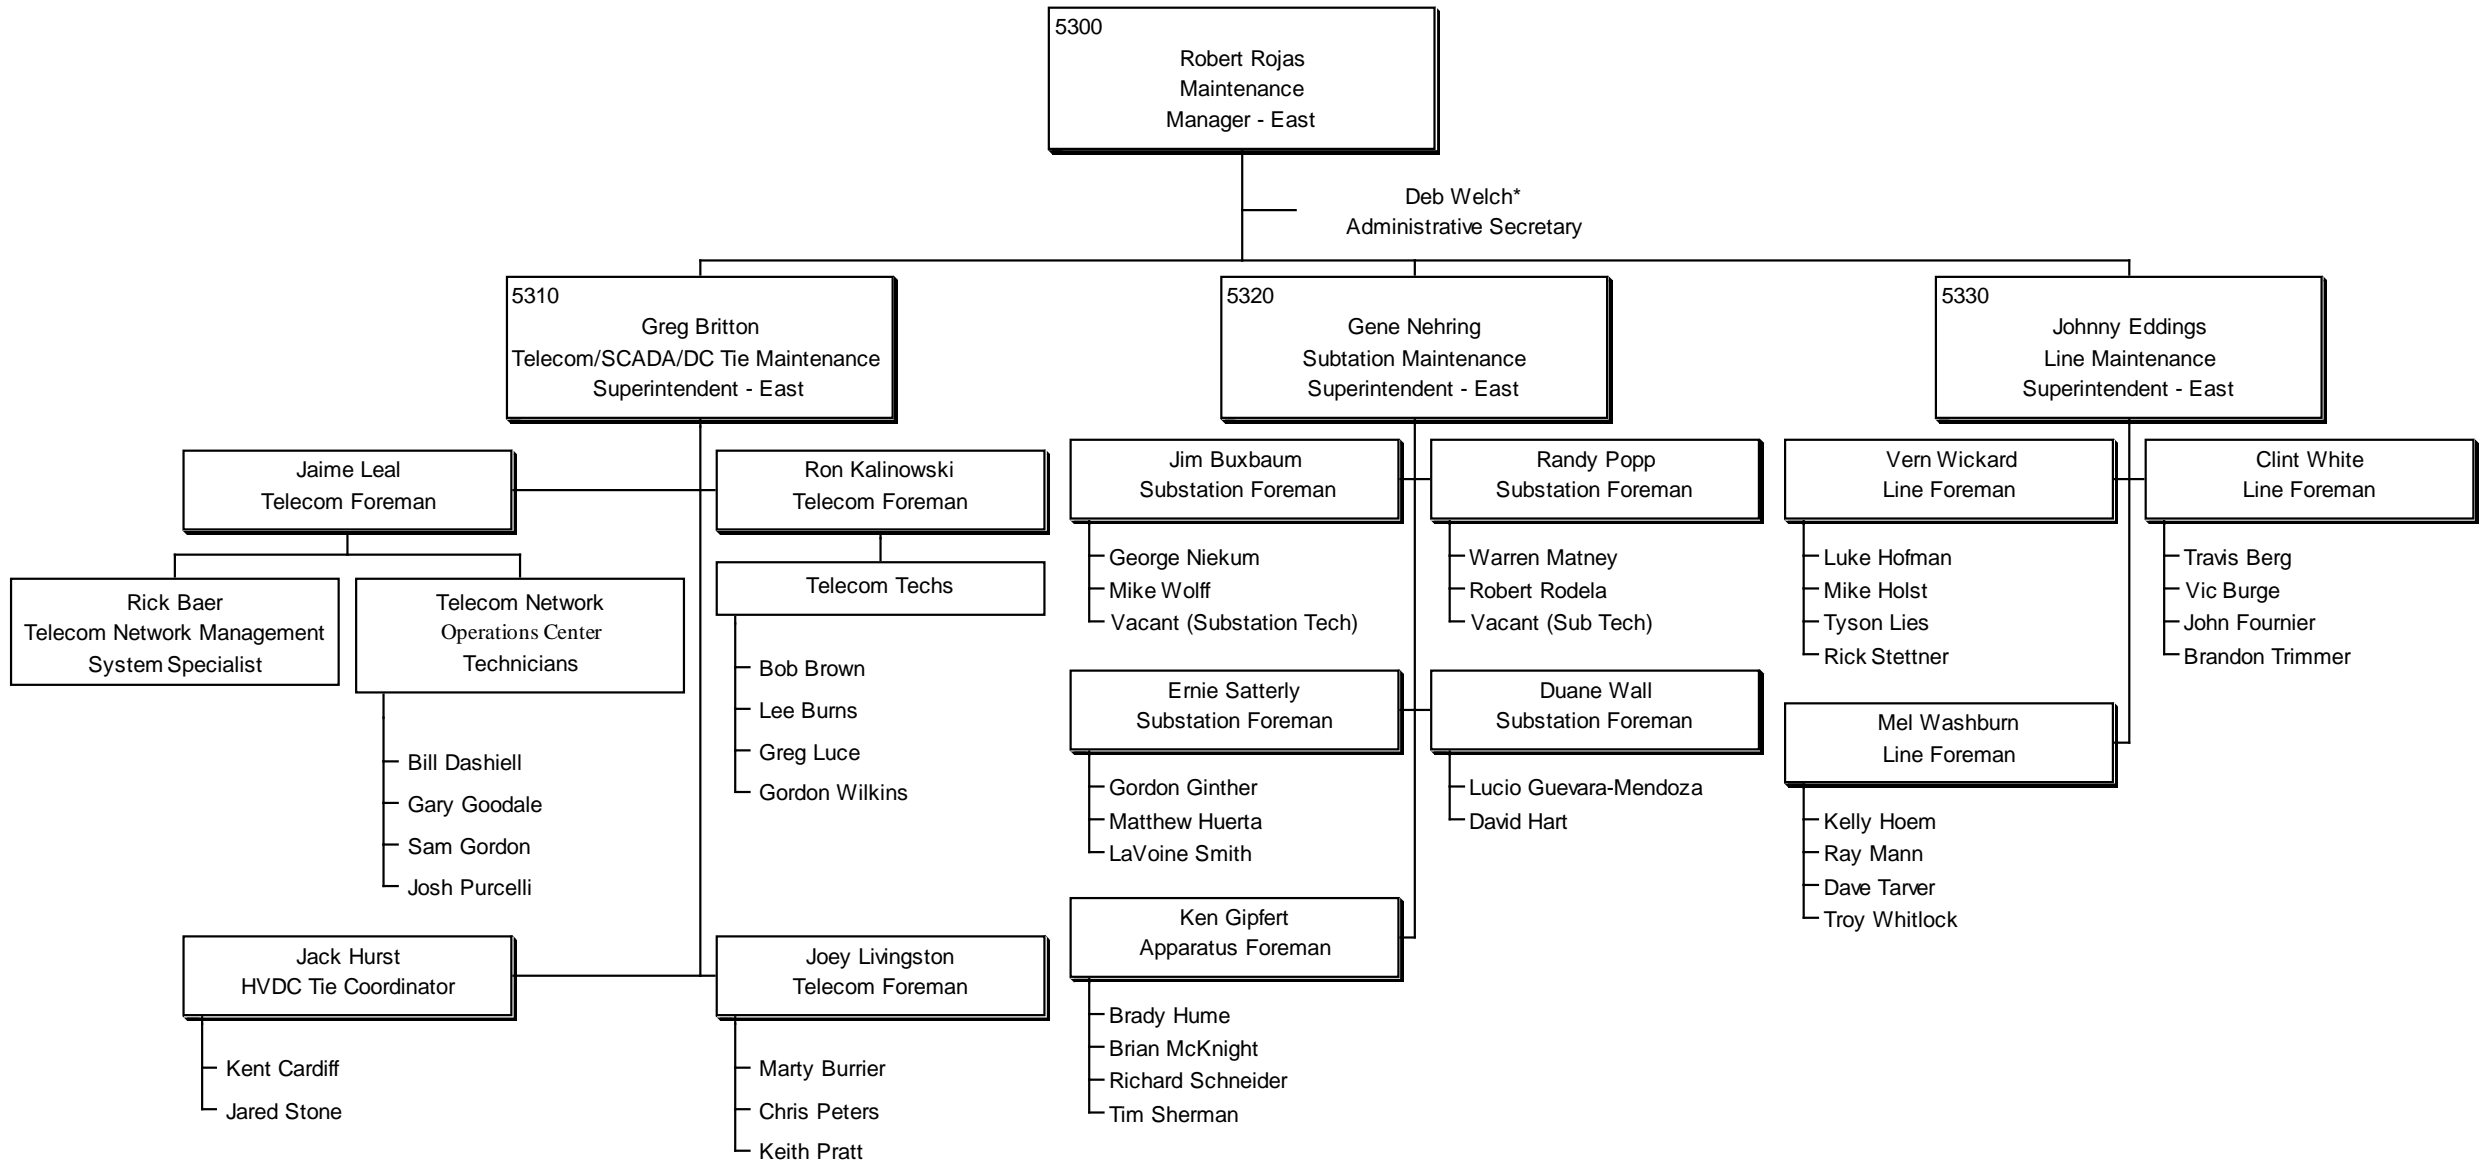 5300
Robert Rojas
Maintenance
Manager - East
Deb Welch*
Administrative Secretary
5310
Greg Britton
Telecom/SCADA/DC Tie Maintenance
Superintendent - East
5320
Gene Nehring
Subtation Maintenance
Superintendent - East
5330
Johnny Eddings
Line Maintenance
Superintendent - East
Jaime Leal
Telecom Foreman
Rick Baer
Telecom Network Management
System Specialist
Telecom Network
Operations Center
Technicians
Bill Dashiell
Gary Goodale
Sam Gordon
Josh Purcelli
Ron Kalinowski
Telecom Foreman
Telecom Techs
Bob Brown
Lee Burns
Greg Luce
Gordon Wilkins
Jack Hurst
HVDC Tie Coordinator
Kent Cardiff
Jared Stone
Joey Livingston
Telecom Foreman
Marty Burrier
Chris Peters
Keith Pratt
Jim Buxbaum
Substation Foreman
George Niekum
Mike Wolff
Vacant (Substation Tech)
Randy Popp
Substation Foreman
Warren Matney
Robert Rodela
Vacant (Sub Tech)
Ernie Satterly
Substation Foreman
Gordon Ginther
Matthew Huerta
LaVoine Smith
Duane Wall
Substation Foreman
Lucio Guevara-Mendoza
David Hart
Ken Gipfert
Apparatus Foreman
Brady Hume
Brian McKnight
Richard Schneider
Tim Sherman
Vern Wickard
Line Foreman
Luke Hofman
Mike Holst
Tyson Lies
Rick Stettner
Clint White
Line Foreman
Travis Berg
Vic Burge
John Fournier
Brandon Trimmer
Mel Washburn
Line Foreman
Kelly Hoem
Ray Mann
Dave Tarver
Troy Whitlock